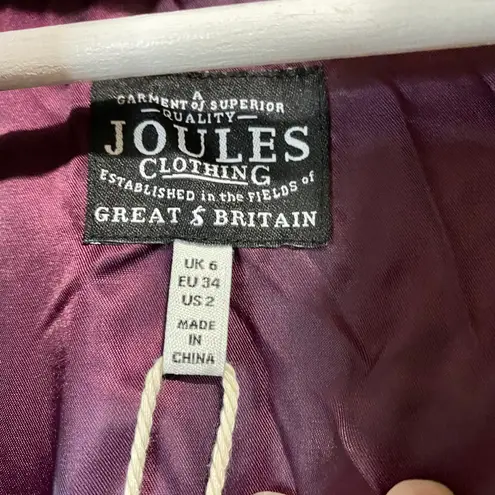 A
GARMENT of SUPERIOR
QUALITY
JOULES
CLOTHING
ESTABLISHED in the FIELDS of
GREAT & BRITAIN
UK 6
EU 34
US 2
MADE
IN
CHINA